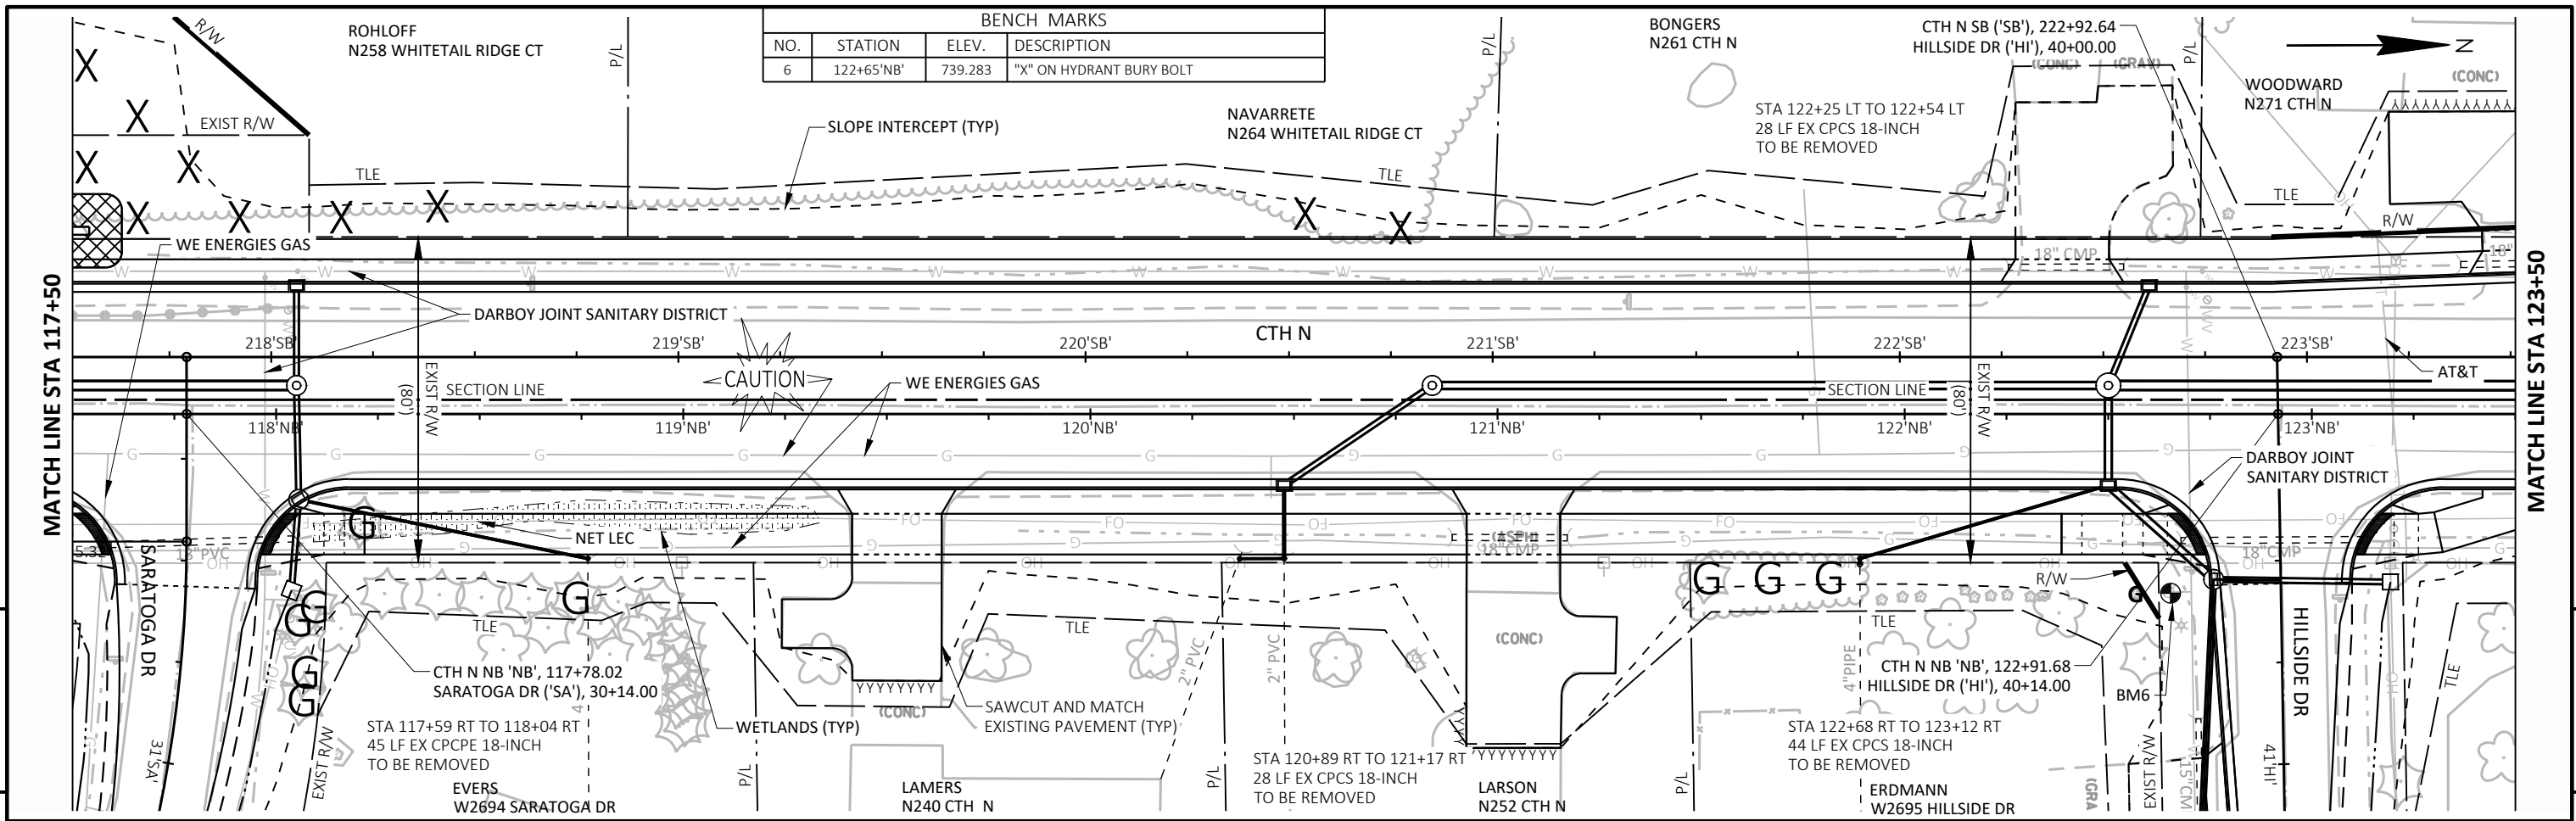 BENCH MARKS
NO. STATION ELEV. DESCRIPTION
6 122+65'NB' 739.283 "X" ON HYDRANT BURY BOLT
R/W
ROHLOFF
N258 WHITETAIL RIDGE CT
P/L
P/L
BONGERS
N261 CTH N
CTH N SB ('SB'), 222+92.64
HILLSIDE DR ('HI'), 40+00.00
P/L
N
(CONC)
(GRAV)
WOODWARD
N271 CTH N
(CONC)
X
X
X
X
X
X
X
X
X
X
EXIST R/W
SLOPE INTERCEPT (TYP)
NAVARRETE
N264 WHITETAIL RIDGE CT
STA 122+25 LT TO 122+54 LT
28 LF EX CPCS 18-INCH
TO BE REMOVED
TLE
TLE
TLE
R/W
WE ENERGIES GAS
18" CMP
18"
MATCH LINE STA 117+50
MATCH LINE STA 123+50
DARBOY JOINT SANITARY DISTRICT
CTH N
218'SB'
219'SB'
220'SB'
221'SB'
222'SB'
223'SB'
EXIST R/W
(80')
CAUTION
WE ENERGIES GAS
SECTION LINE
SECTION LINE
EXIST R/W
(80')
AT&T
118'NB'
119'NB'
120'NB'
121'NB'
122'NB'
123'NB'
DARBOY JOINT
SANITARY DISTRICT
G
NET LEC
(ASPH)
18" CMP
18"CMP
5.3
18"PVC
SARATOGA DR
HILLSIDE DR
R/W
G
G
G
G
G
G
G
G
G
G
TLE
TLE
TLE
TLE
(CONC)
2" PVC
2" PVC
4"PIPE
CTH N NB 'NB', 117+78.02
SARATOGA DR ('SA'), 30+14.00
CTH N NB 'NB', 122+91.68
HILLSIDE DR ('HI'), 40+14.00
BM6
STA 117+59 RT TO 118+04 RT
45 LF EX CPCPE 18-INCH
TO BE REMOVED
WETLANDS (TYP)
(CONC)
SAWCUT AND MATCH
EXISTING PAVEMENT (TYP)
STA 120+89 RT TO 121+17 RT
28 LF EX CPCS 18-INCH
TO BE REMOVED
STA 122+68 RT TO 123+12 RT
44 LF EX CPCS 18-INCH
TO BE REMOVED
31'SA'
EXIST R/W
P/L
P/L
P/L
(GRA
EXIST R/W
15"CM
41'HI'
EVERS
W2694 SARATOGA DR
LAMERS
N240 CTH N
LARSON
N252 CTH N
ERDMANN
W2695 HILLSIDE DR